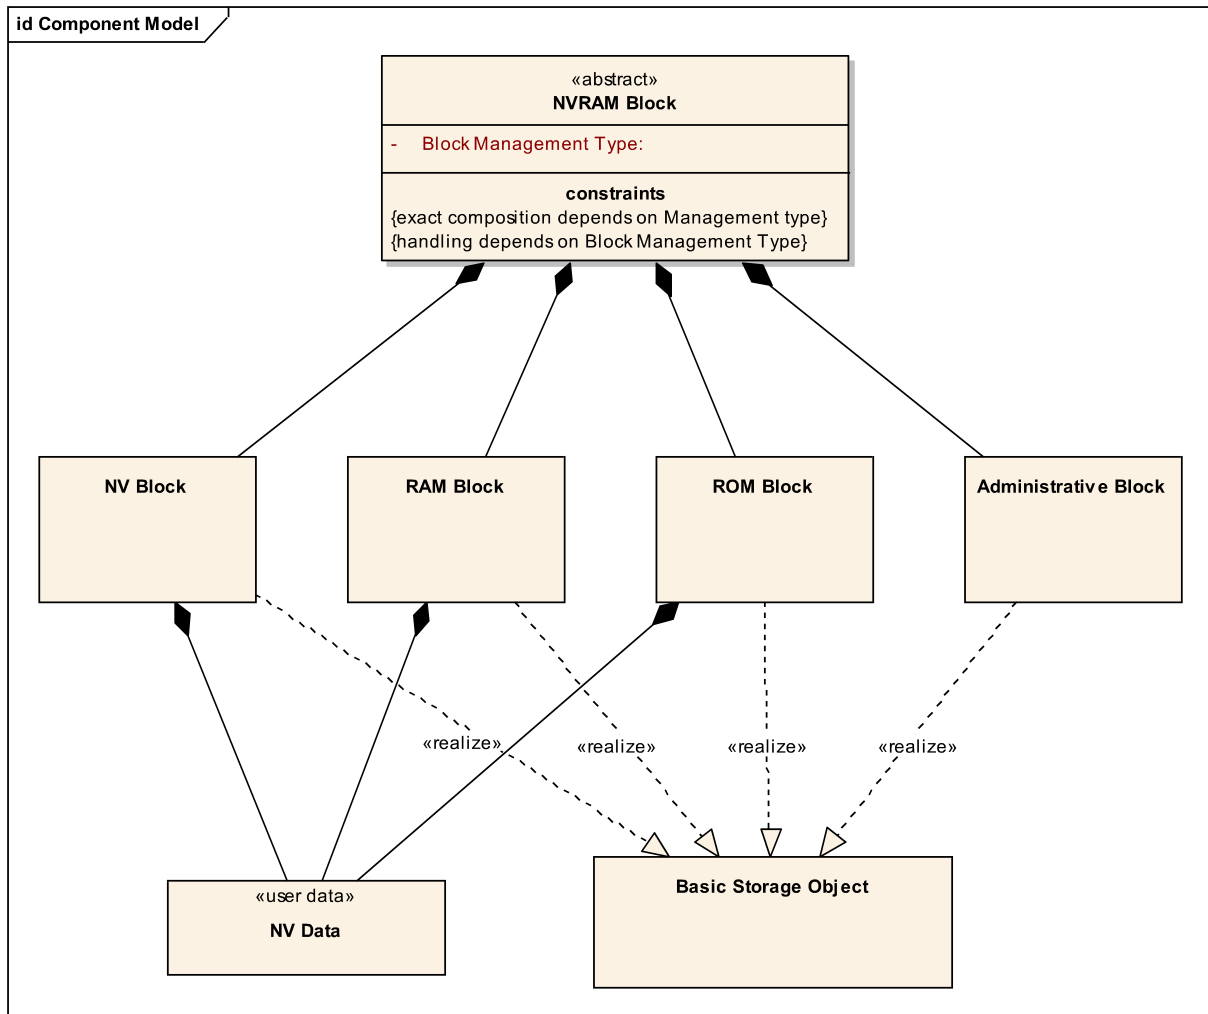 id Component Model
«abstract»
NVRAM Block
- Block Management Type:
constraints
{exact composition depends on Management type}
{handling depends on Block Management Type}
NV Block
RAM Block
ROM Block
Administrative Block
«realize»
«realize»
«realize»
«realize»
«user data»
NV Data
Basic Storage Object